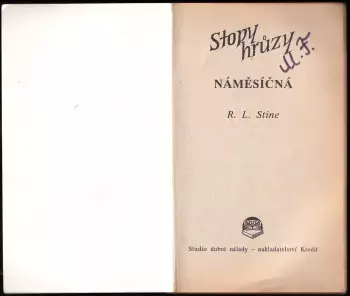 Stopy
hrůzy
M. F.
NÁMĚSÍČNÁ
R. L. Stine
Studio dobré nálady – nakladatelství Kredit